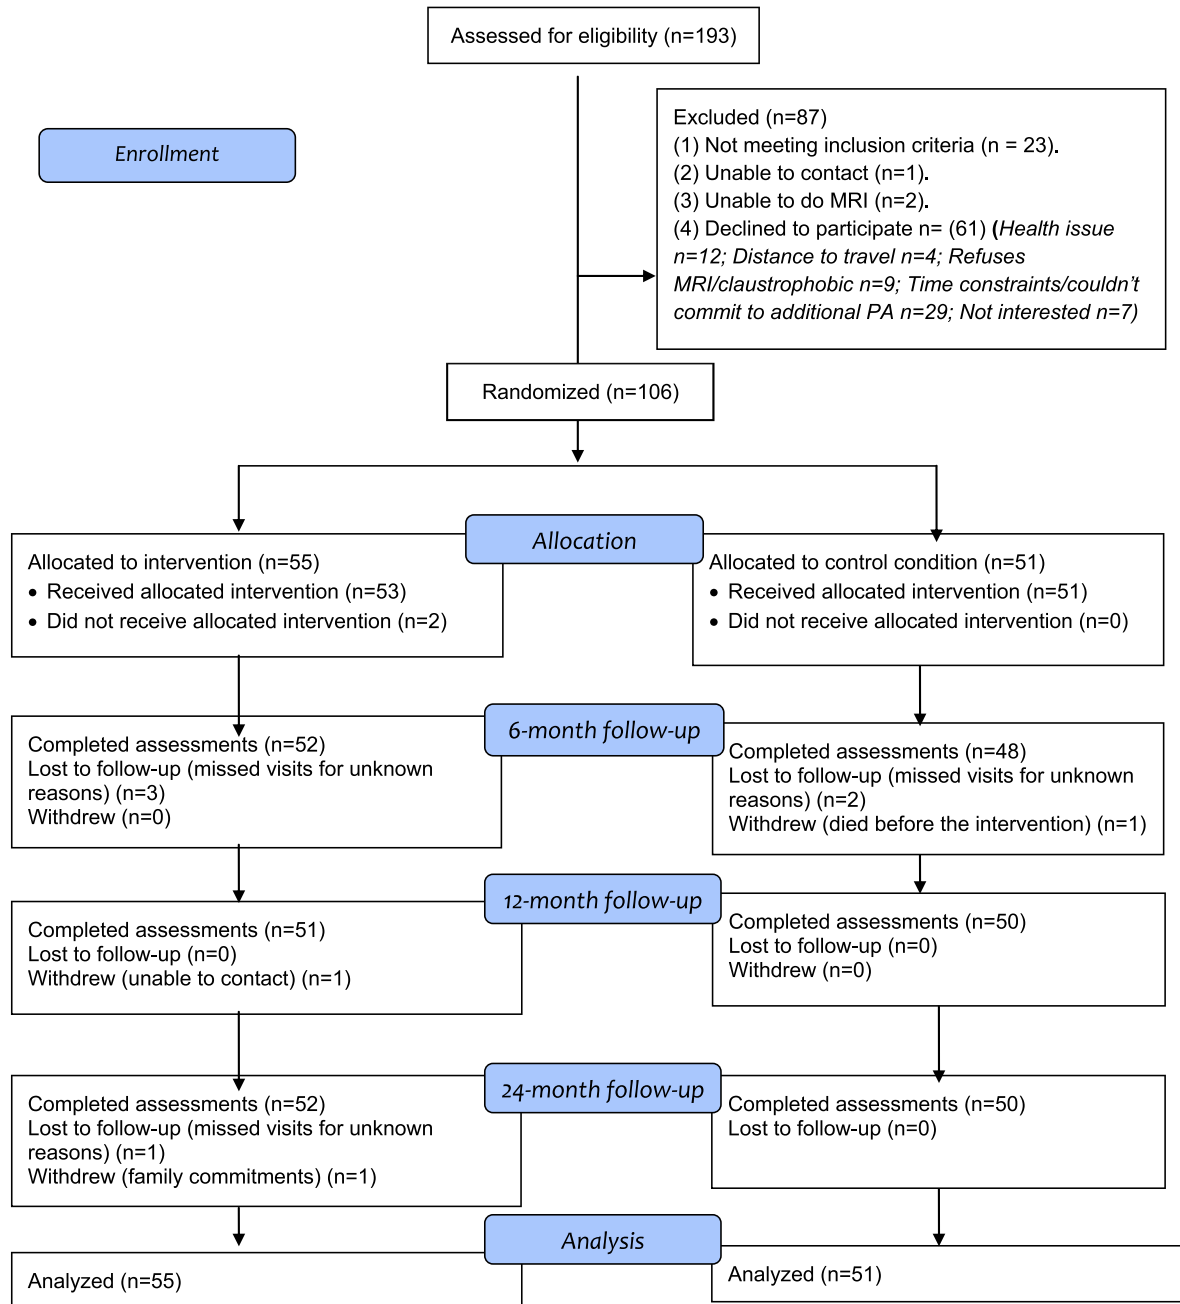 Assessed for eligibility (n=193)
Enrollment
Excluded (n=87)
(1) Not meeting inclusion criteria (n = 23).
(2) Unable to contact (n=1).
(3) Unable to do MRI (n=2).
(4) Declined to participate n= (61) (Health issue
n=12; Distance to travel n=4; Refuses
MRI/claustrophobic n=9; Time constraints/couldn't
commit to additional PA n=29; Not interested n=7)
Randomized (n=106)
Allocation
Allocated to intervention (n=55)
• Received allocated intervention (n=53)
• Did not receive allocated intervention (n=2)
Allocated to control condition (n=51)
• Received allocated intervention (n=51)
• Did not receive allocated intervention (n=0)
6-month follow-up
Completed assessments (n=52)
Lost to follow-up (missed visits for unknown
reasons) (n=3)
Withdrew (n=0)
Completed assessments (n=48)
Lost to follow-up (missed visits for unknown
reasons) (n=2)
Withdrew (died before the intervention) (n=1)
12-month follow-up
Completed assessments (n=51)
Lost to follow-up (n=0)
Withdrew (unable to contact) (n=1)
Completed assessments (n=50)
Lost to follow-up (n=0)
Withdrew (n=0)
24-month follow-up
Completed assessments (n=52)
Lost to follow-up (missed visits for unknown
reasons) (n=1)
Withdrew (family commitments) (n=1)
Completed assessments (n=50)
Lost to follow-up (n=0)
Analysis
Analyzed (n=55)
Analyzed (n=51)